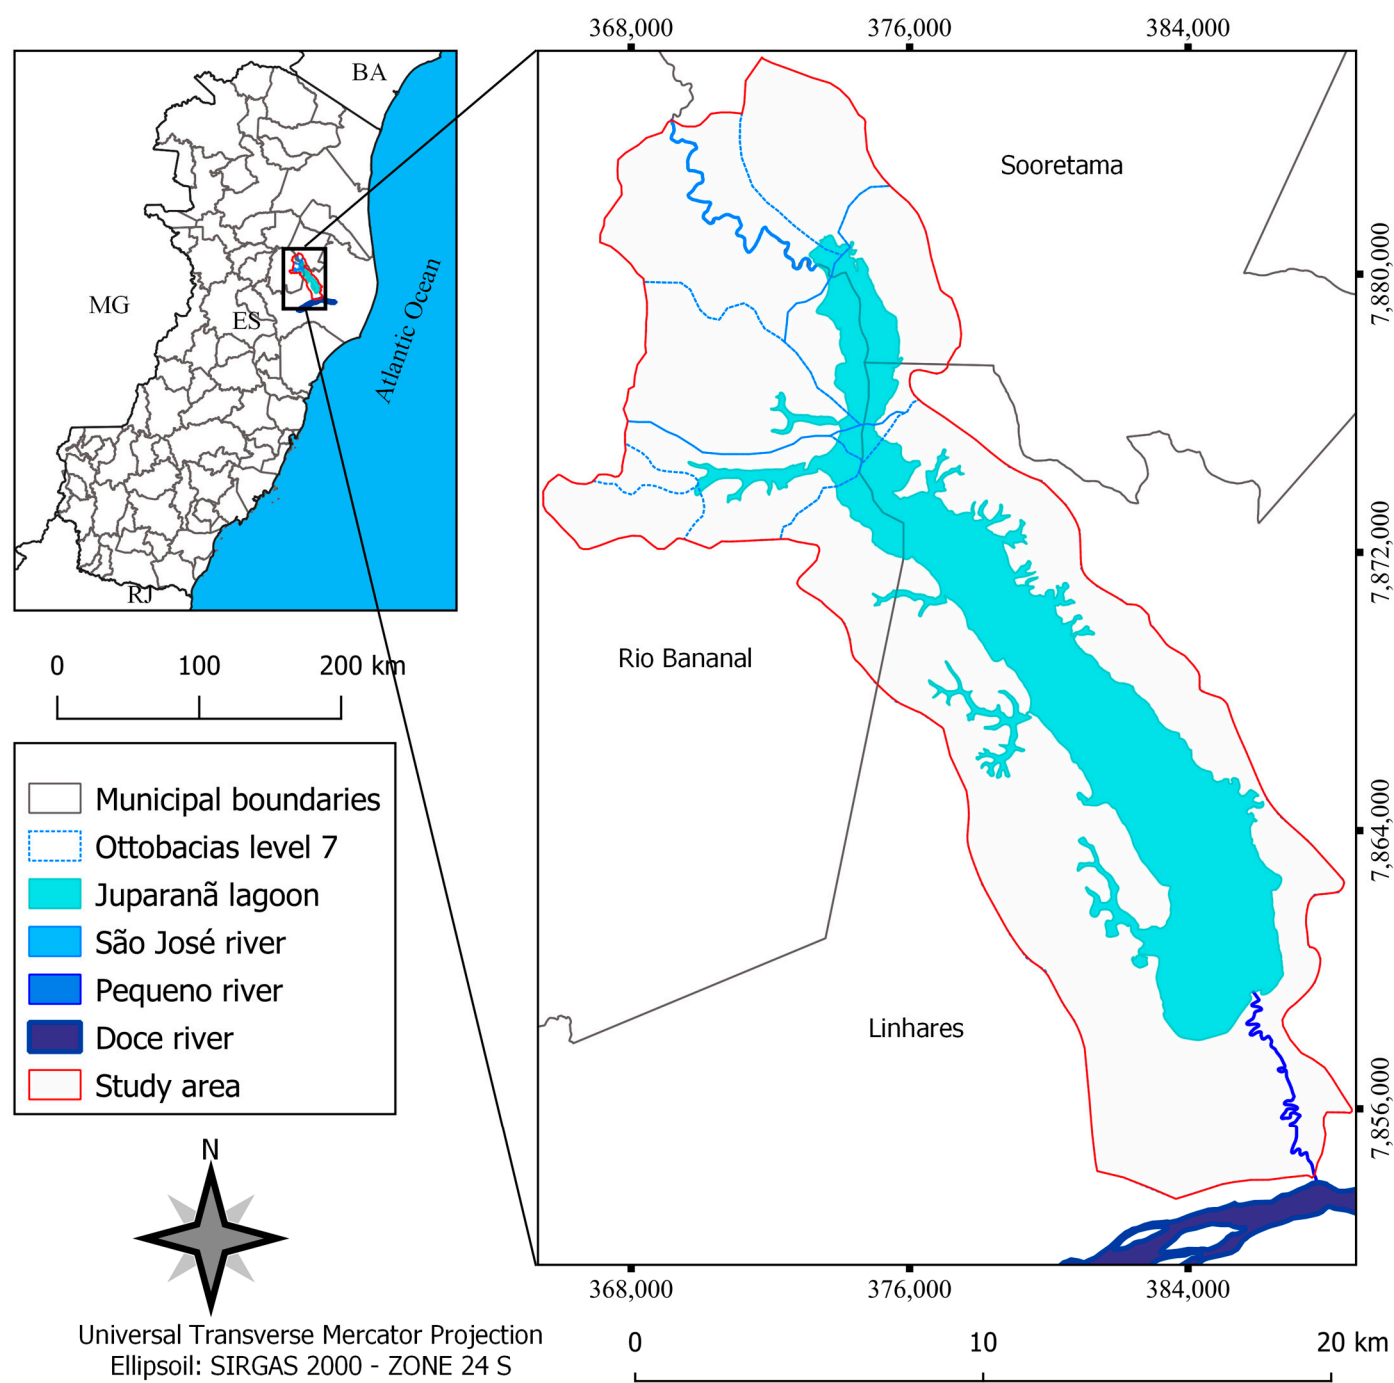 368,000
376,000
384,000
BA
MG
ES
RJ
Atlantic Ocean
0
100
200 km
Municipal boundaries
Ottobacias level 7
Juparanã lagoon
São José river
Pequeno river
Doce river
Study area
N
Universal Transverse Mercator Projection
Ellipsoil: SIRGAS 2000 - ZONE 24 S
Sooretama
Rio Bananal
Linhares
7,880,000
7,872,000
7,864,000
7,856,000
368,000
376,000
384,000
0
10
20 km